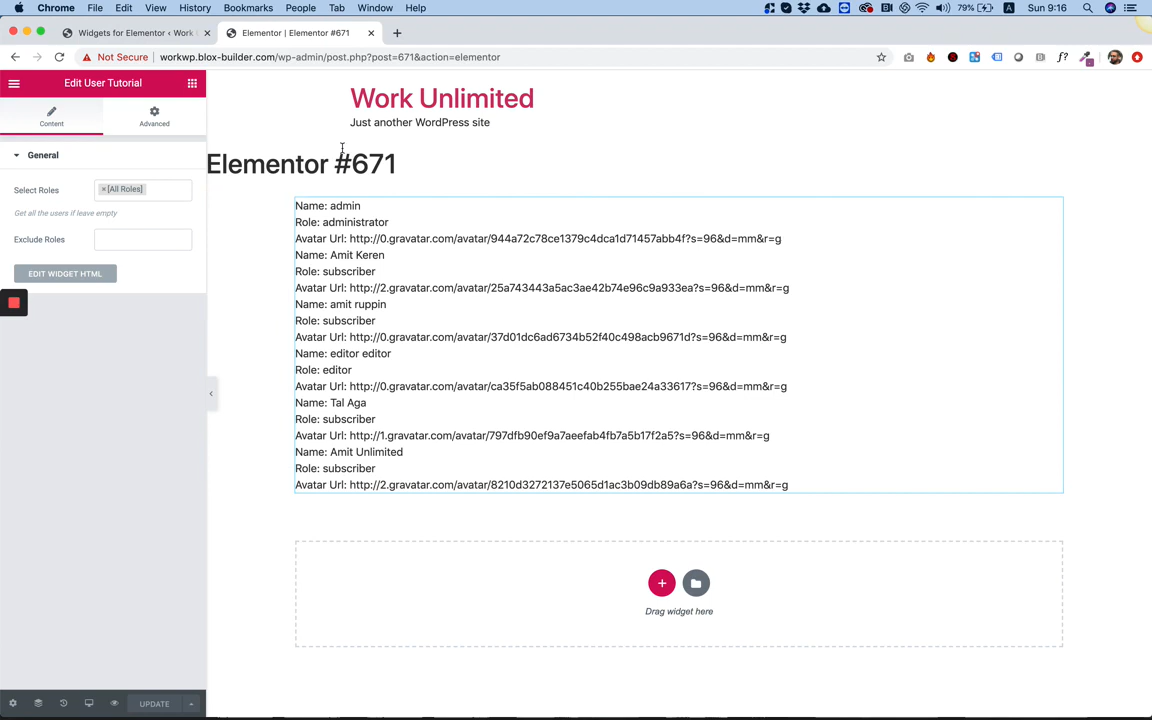 Chrome File Edit View History Bookmarks People Tab Window Help 79% A Sun 9:16
Widgets for Elementor ‹ Work
Elementor | Elementor #671
Not Secure | workwp.blox-builder.com/wp-admin/post.php?post=671&action=elementor
f?
Edit User Tutorial
Content
Advanced
General
Select Roles
×[All Roles]
Get all the users if leave empty
Exclude Roles
EDIT WIDGET HTML
UPDATE
Work Unlimited
Just another WordPress site
Elementor #671
Name: admin
Role: administrator
Avatar Url: http://0.gravatar.com/avatar/944a72c78ce1379c4dca1d71457abb4f?s=96&d=mm&r=g
Name: Amit Keren
Role: subscriber
Avatar Url: http://2.gravatar.com/avatar/25a743443a5ac3ae42b74e96c9a933ea?s=96&d=mm&r=g
Name: amit ruppin
Role: subscriber
Avatar Url: http://0.gravatar.com/avatar/37d01dc6ad6734b52f40c498acb9671d?s=96&d=mm&r=g
Name: editor editor
Role: editor
Avatar Url: http://0.gravatar.com/avatar/ca35f5ab088451c40b255bae24a33617?s=96&d=mm&r=g
Name: Tal Aga
Role: subscriber
Avatar Url: http://1.gravatar.com/avatar/797dfb90ef9a7aeefab4fb7a5b17f2a5?s=96&d=mm&r=g
Name: Amit Unlimited
Role: subscriber
Avatar Url: http://2.gravatar.com/avatar/8210d3272137e5065d1ac3b09db89a6a?s=96&d=mm&r=g
Drag widget here